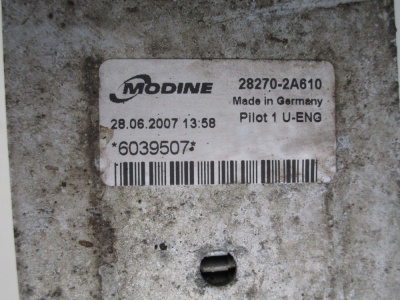 MODINE 28270-2A610
Made in Germany
28.06.2007 13:58 Pilot 1 U-ENG
*6039507*